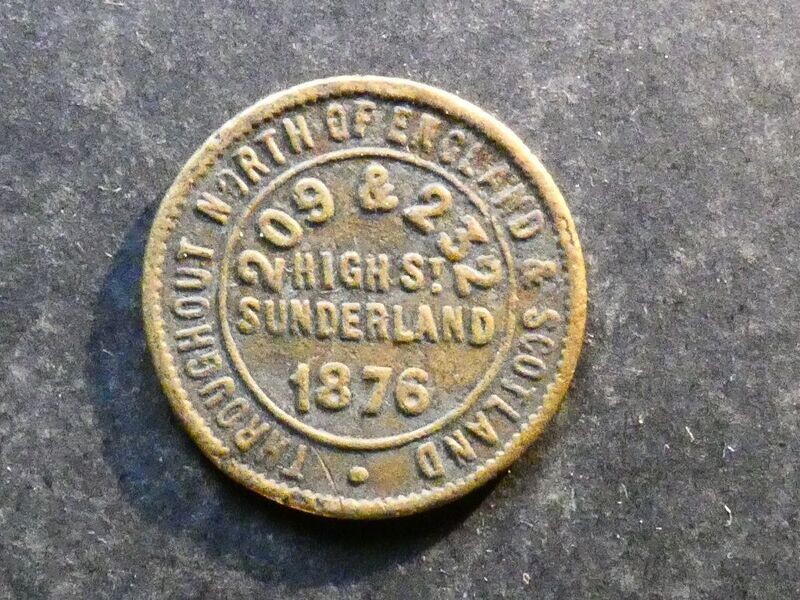 THROUGHOUT NORTH OF ENGLAND & SCOTLAND
209 & 232
HIGH ST
SUNDERLAND
1876